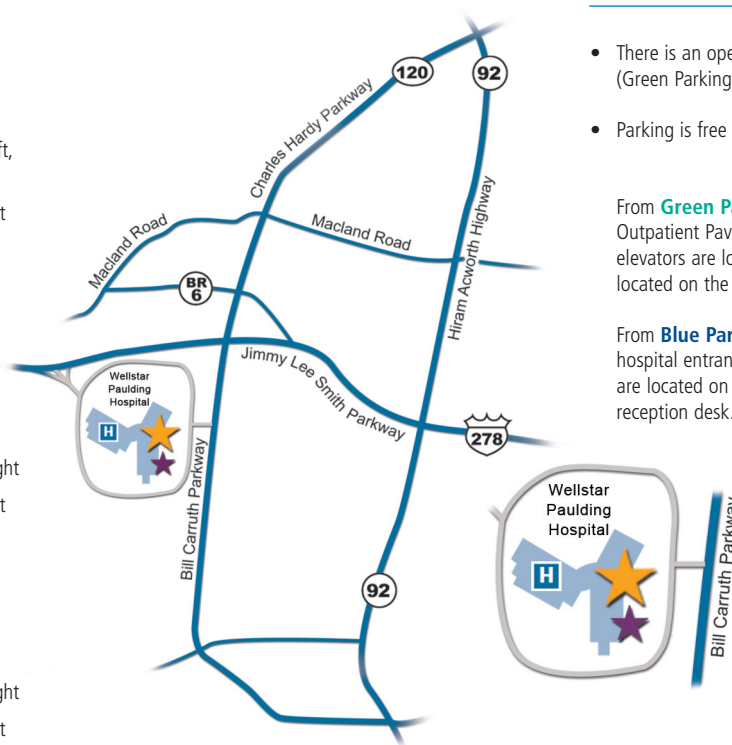 ft,
t
ght
t
ght
t
120
92
Charles Hardy Parkway
Macland Road
Macland Road
BR
6
Hiram Acworth Highway
Jimmy Lee Smith Parkway
278
Wellstar
Paulding
Hospital
H
Bill Carruth Parkway
92
• There is an ope
(Green Parking
• Parking is free
From Green Pa
Outpatient Pav
elevators are lo
located on the
From Blue Par
hospital entran
are located on
reception desk.
Wellstar
Paulding
Hospital
H
Bill Carruth Parkway